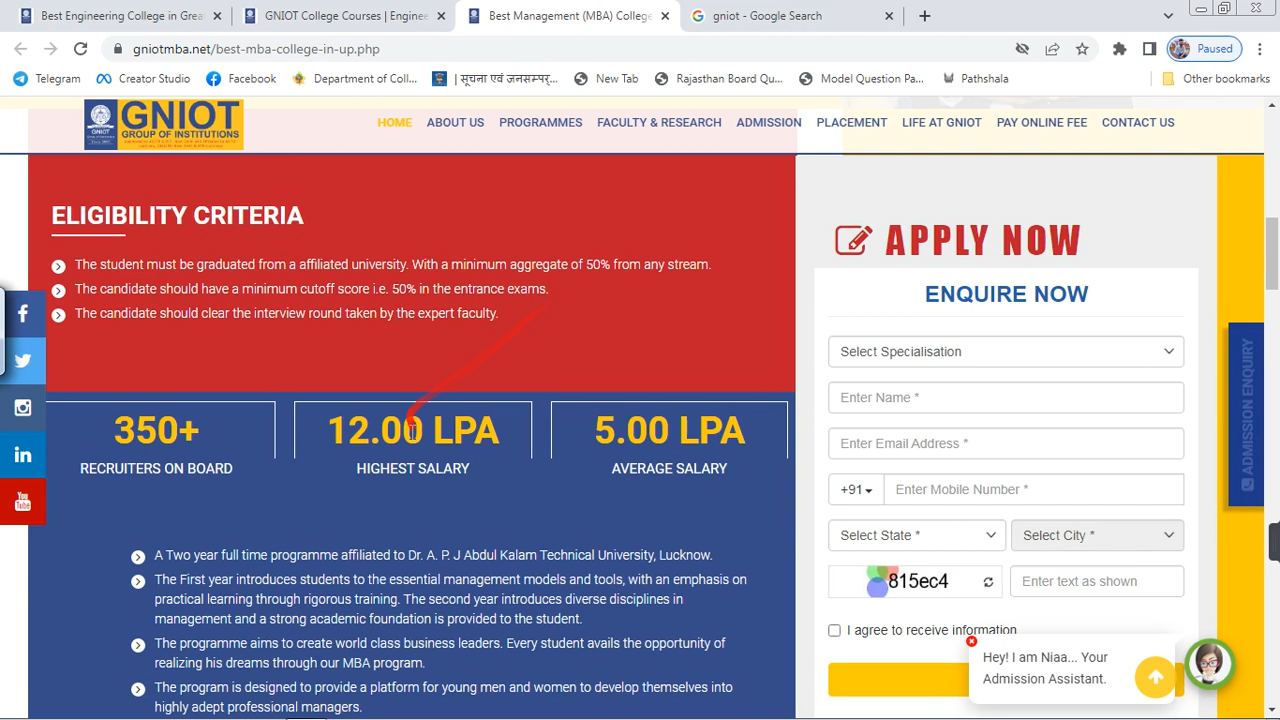 Best Engineering College in Grea
GNIOT College Courses | Enginee
Best Management (MBA) College
gniot - Google Search
gniotmba.net/best-mba-college-in-up.php
Paused
Telegram
Creator Studio
Facebook
Department of Coll...
| सूचना एवं जनसम्पर्...
New Tab
Rajasthan Board Qu...
Model Question Pa...
Pathshala
Other bookmarks
GNIOT
GROUP OF INSTITUTIONS
HOME
ABOUT US
PROGRAMMES
FACULTY & RESEARCH
ADMISSION
PLACEMENT
LIFE AT GNIOT
PAY ONLINE FEE
CONTACT US
ELIGIBILITY CRITERIA
The student must be graduated from a affiliated university. With a minimum aggregate of 50% from any stream.
The candidate should have a minimum cutoff score i.e. 50% in the entrance exams.
The candidate should clear the interview round taken by the expert faculty.
350+
RECRUITERS ON BOARD
12.00 LPA
HIGHEST SALARY
5.00 LPA
AVERAGE SALARY
A Two year full time programme affiliated to Dr. A. P. J Abdul Kalam Technical University, Lucknow.
The First year introduces students to the essential management models and tools, with an emphasis on
practical learning through rigorous training. The second year introduces diverse disciplines in
management and a strong academic foundation is provided to the student.
The programme aims to create world class business leaders. Every student avails the opportunity of
realizing his dreams through our MBA program.
The program is designed to provide a platform for young men and women to develop themselves into
highly adept professional managers.
APPLY NOW
ENQUIRE NOW
Select Specialisation
Enter Name *
Enter Email Address *
+91
Enter Mobile Number *
Select State *
Select City *
815ec4
Enter text as shown
I agree to receive information
Hey! I am Niaa... Your
Admission Assistant.
ADMISSION ENQUIRY
You
Tube